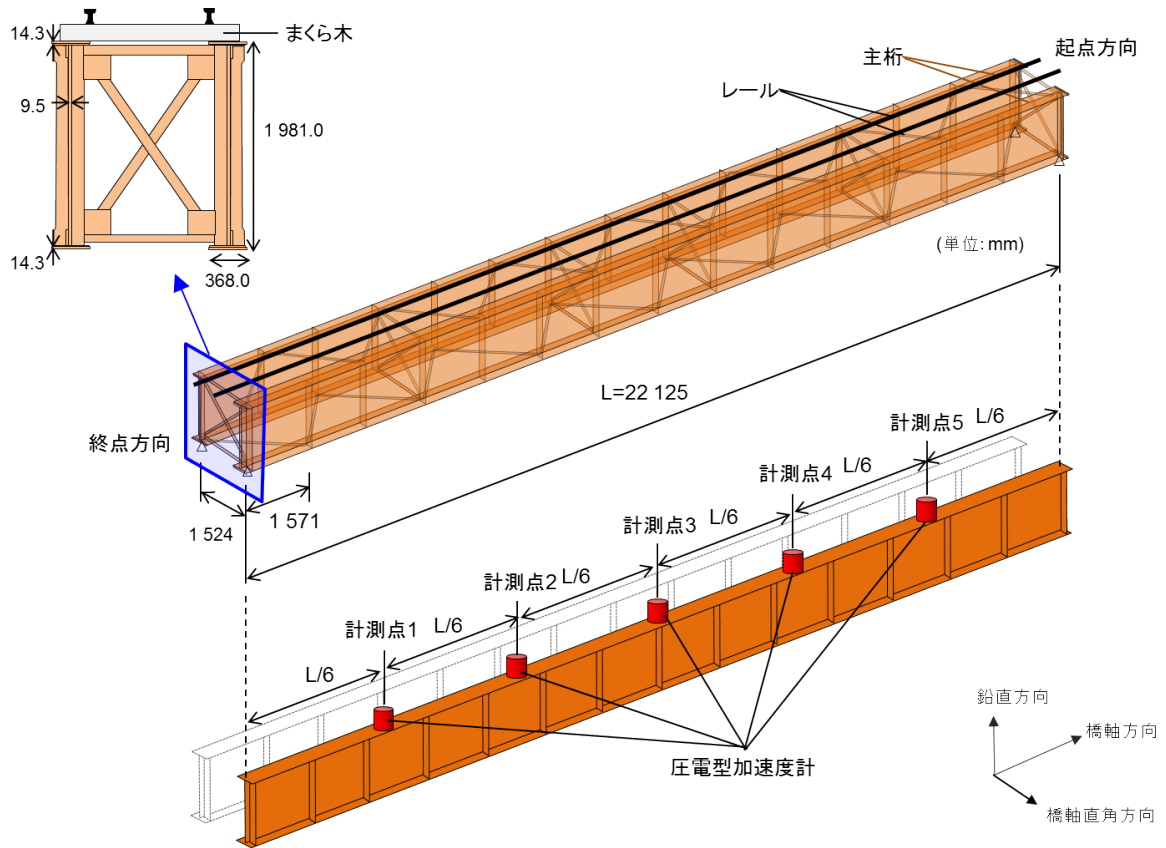 14.3
まくら木
9.5
1 981.0
14.3
368.0
主桁
起点方向
レール
(単位: mm)
L=22 125
終点方向
1 524
1 571
計測点1
計測点2
計測点3
計測点4
計測点5
L/6
L/6
L/6
L/6
L/6
L/6
圧電型加速度計
鉛直方向
橋軸方向
橋軸直角方向